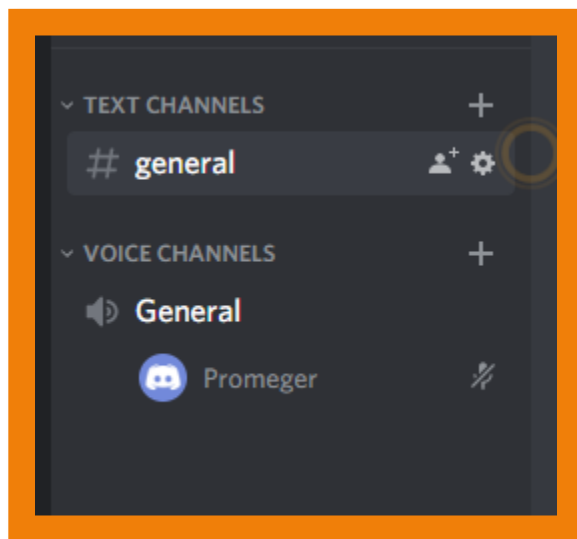 TEXT CHANNELS
general
VOICE CHANNELS
General
Promeger